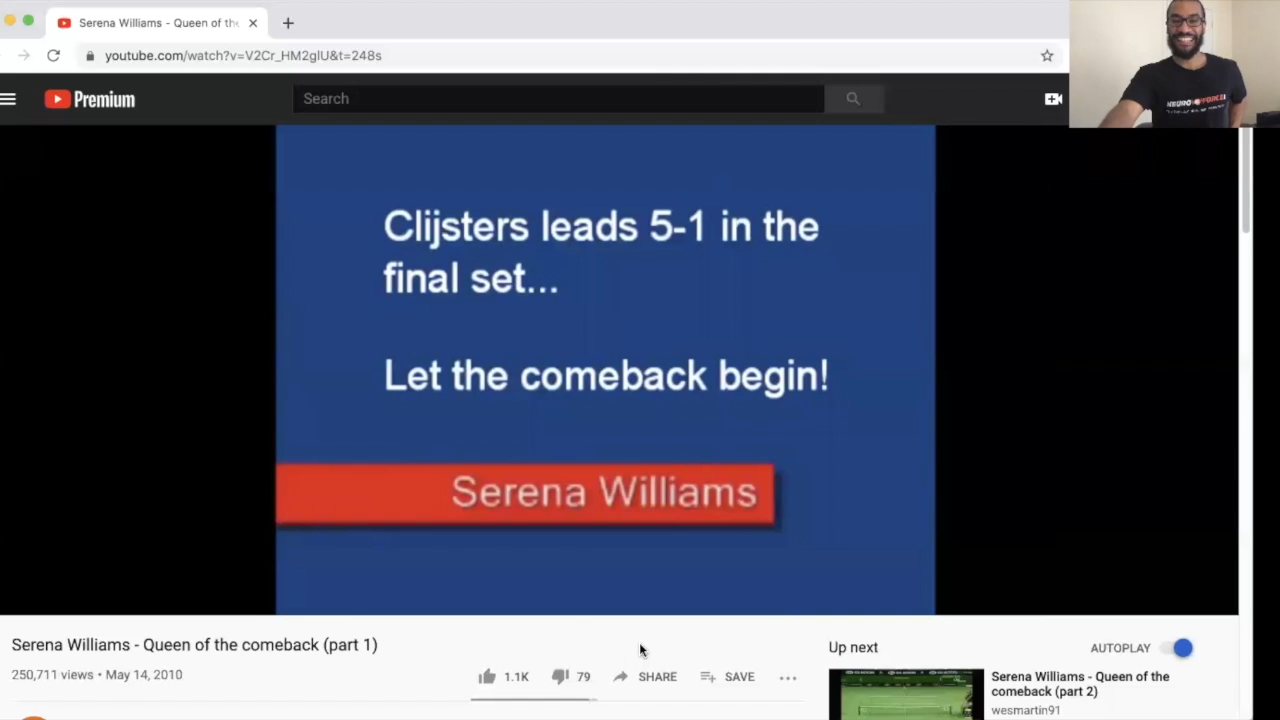 Serena Williams - Queen of the
youtube.com/watch?v=V2Cr_HM2glU&t=248s
Premium
Search
Clijsters leads 5-1 in the
final set...
Let the comeback begin!
Serena Williams
Serena Williams - Queen of the comeback (part 1)
250,711 views • May 14, 2010
1.1K
79
SHARE
SAVE
Up next
AUTOPLAY
Serena Williams - Queen of the
comeback (part 2)
wesmartin91